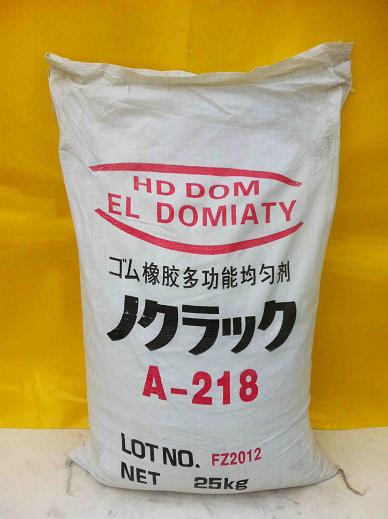 HD DOM
EL DOMIATY
ゴム橡胶多功能均匀剂
ノクラック
A-218
LOT NO. FZ2012
NET 25kg